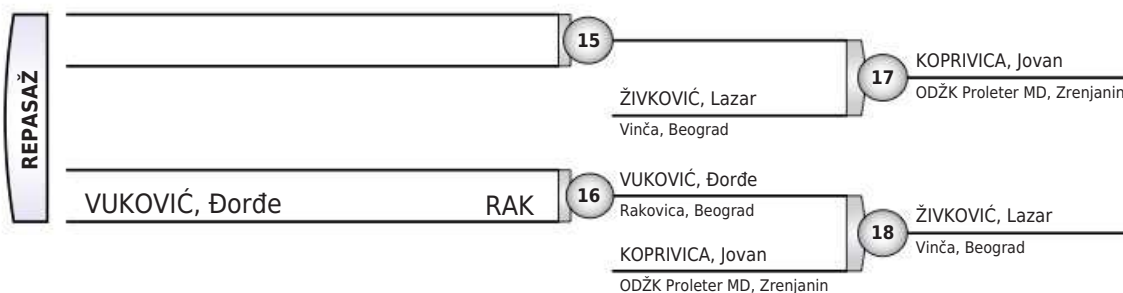 REPASAŽ
15
17
KOPRIVICA, Jovan
ODŽK Proleter MD, Zrenjanin
ŽIVKOVIĆ, Lazar
Vinča, Beograd
VUKOVIĆ, Đorđe RAK
16
VUKOVIĆ, Đorđe
Rakovica, Beograd
18
ŽIVKOVIĆ, Lazar
Vinča, Beograd
KOPRIVICA, Jovan
ODŽK Proleter MD, Zrenjanin